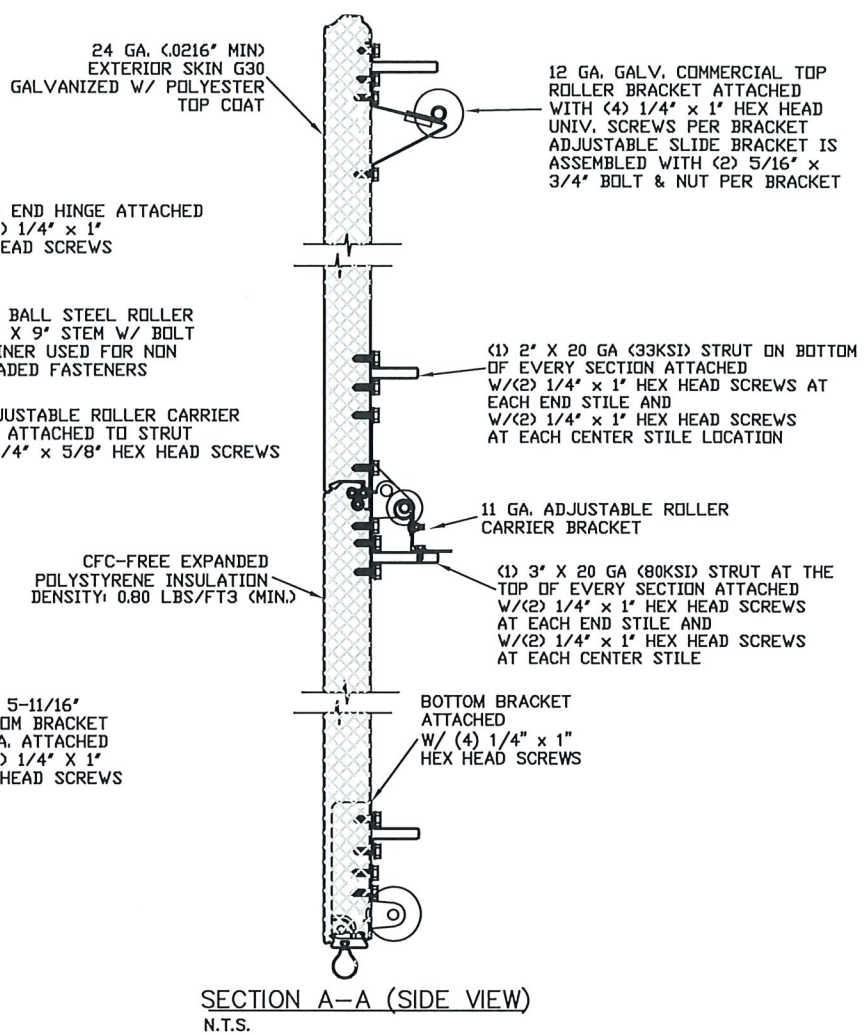 24 GA. (.0216" MIN)
EXTERIOR SKIN G30
GALVANIZED W/ POLYESTER
TOP COAT
12 GA. GALV. COMMERCIAL TOP
ROLLER BRACKET ATTACHED
WITH (4) 1/4" x 1" HEX HEAD
UNIV. SCREWS PER BRACKET
ADJUSTABLE SLIDE BRACKET IS
ASSEMBLED WITH (2) 5/16" x
3/4" BOLT & NUT PER BRACKET
END HINGE ATTACHED
) 1/4" x 1"
EAD SCREWS
BALL STEEL ROLLER
X 9" STEM W/ BOLT
INER USED FOR NON
ADED FASTENERS
(1) 2" X 20 GA (33KSI) STRUT ON BOTTOM
OF EVERY SECTION ATTACHED
W/(2) 1/4" x 1" HEX HEAD SCREWS AT
EACH END STILE AND
W/(2) 1/4" x 1" HEX HEAD SCREWS
AT EACH CENTER STILE LOCATION
JUSTABLE ROLLER CARRIER
ATTACHED TO STRUT
/4" x 5/8" HEX HEAD SCREWS
11 GA. ADJUSTABLE ROLLER
CARRIER BRACKET
CFC-FREE EXPANDED
POLYSTYRENE INSULATION
DENSITY: 0.80 LBS/FT3 (MIN.)
(1) 3" X 20 GA (80KSI) STRUT AT THE
TOP OF EVERY SECTION ATTACHED
W/(2) 1/4" x 1" HEX HEAD SCREWS
AT EACH END STILE AND
W/(2) 1/4" x 1" HEX HEAD SCREWS
AT EACH CENTER STILE
5-11/16"
OM BRACKET
A. ATTACHED
) 1/4" X 1"
HEAD SCREWS
BOTTOM BRACKET
ATTACHED
W/ (4) 1/4" x 1"
HEX HEAD SCREWS
SECTION A-A (SIDE VIEW)
N.T.S.